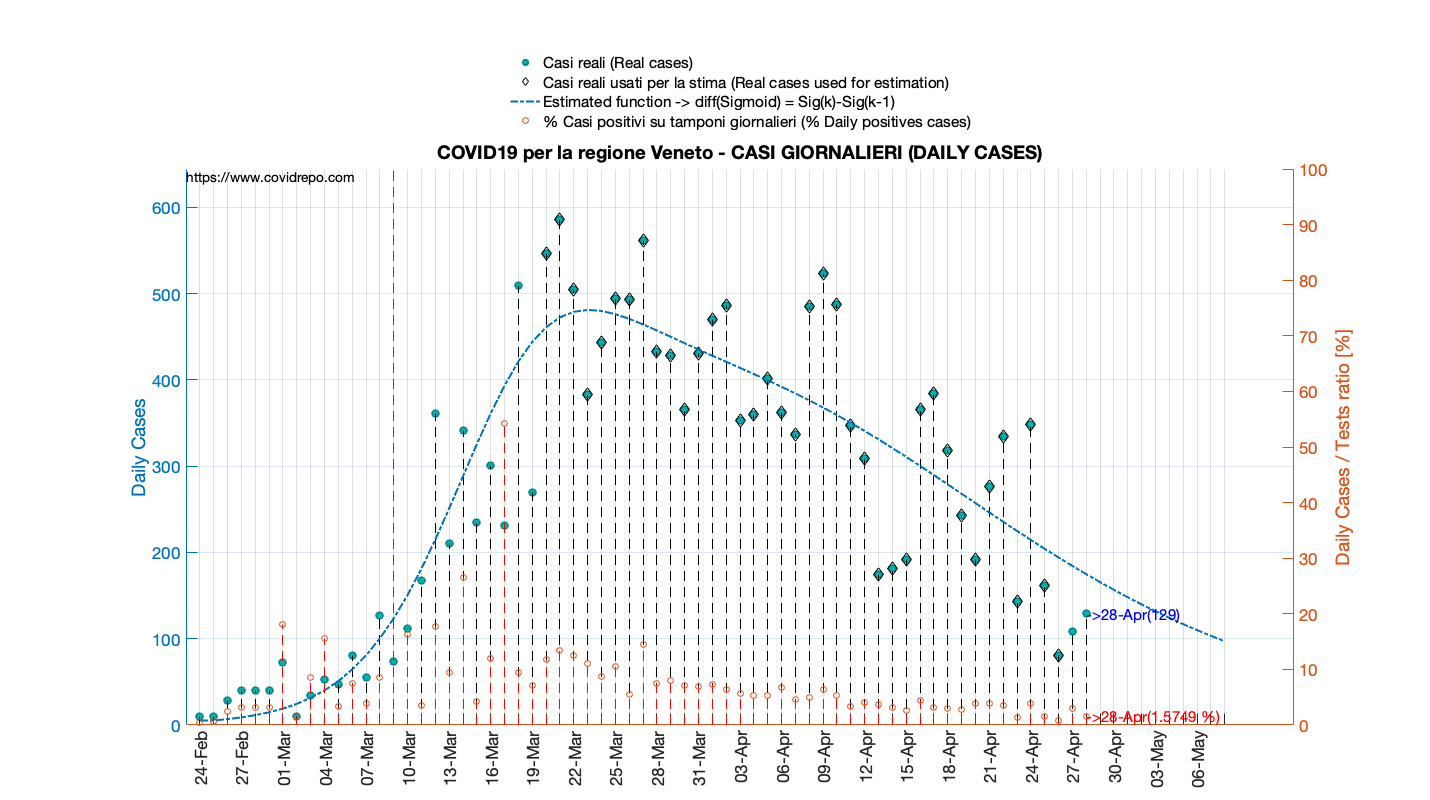 Casi reali (Real cases)
Casi reali usati per la stima (Real cases used for estimation)
Estimated function -> diff(Sigmoid) = Sig(k)-Sig(k-1)
% Casi positivi su tamponi giornalieri (% Daily positives cases)
COVID19 per la regione Veneto - CASI GIORNALIERI (DAILY CASES)
https://www.covidrepo.com
Daily Cases
600
500
400
300
200
100
0
100
90
80
70
60
50
40
30
20
10
0
Daily Cases / Tests ratio [%]
->28-Apr(129)
->28-Apr(1.5749 %)
24-Feb
27-Feb
01-Mar
04-Mar
07-Mar
10-Mar
13-Mar
16-Mar
19-Mar
22-Mar
25-Mar
28-Mar
31-Mar
03-Apr
06-Apr
09-Apr
12-Apr
15-Apr
18-Apr
21-Apr
24-Apr
27-Apr
30-Apr
03-May
06-May